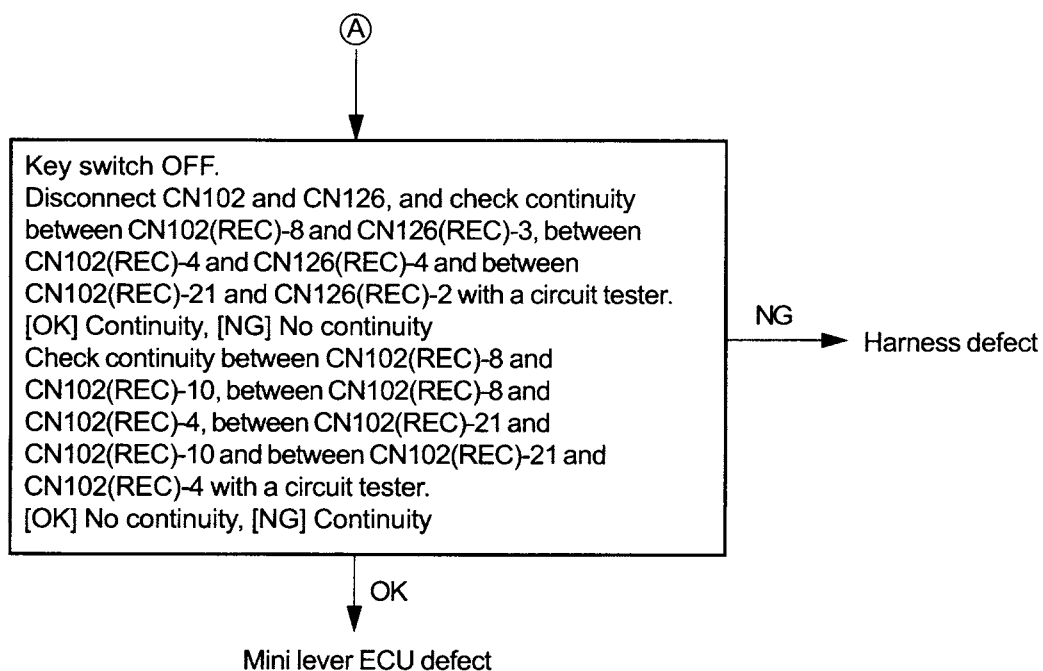 A
Key switch OFF.
Disconnect CN102 and CN126, and check continuity
between CN102(REC)-8 and CN126(REC)-3, between
CN102(REC)-4 and CN126(REC)-4 and between
CN102(REC)-21 and CN126(REC)-2 with a circuit tester.
[OK] Continuity, [NG] No continuity
Check continuity between CN102(REC)-8 and
CN102(REC)-10, between CN102(REC)-8 and
CN102(REC)-4, between CN102(REC)-21 and
CN102(REC)-10 and between CN102(REC)-21 and
CN102(REC)-4 with a circuit tester.
[OK] No continuity, [NG] Continuity
NG
Harness defect
OK
Mini lever ECU defect